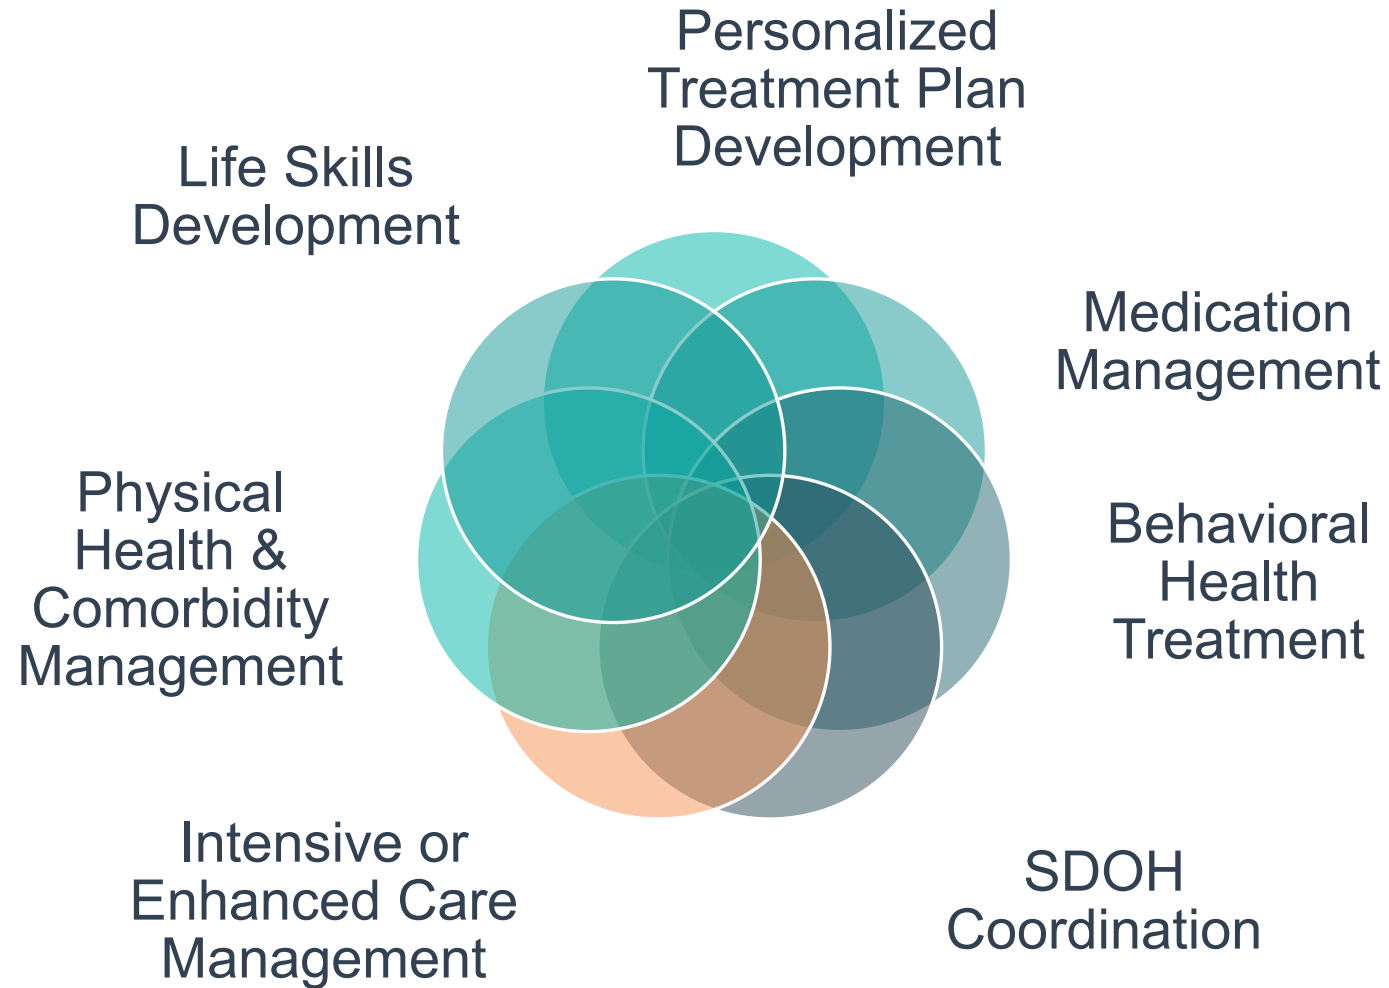 Personalized
Treatment Plan
Development
Life Skills
Development
Medication
Management
Physical
Health &
Comorbidity
Management
Behavioral
Health
Treatment
Intensive or
Enhanced Care
Management
SDOH
Coordination